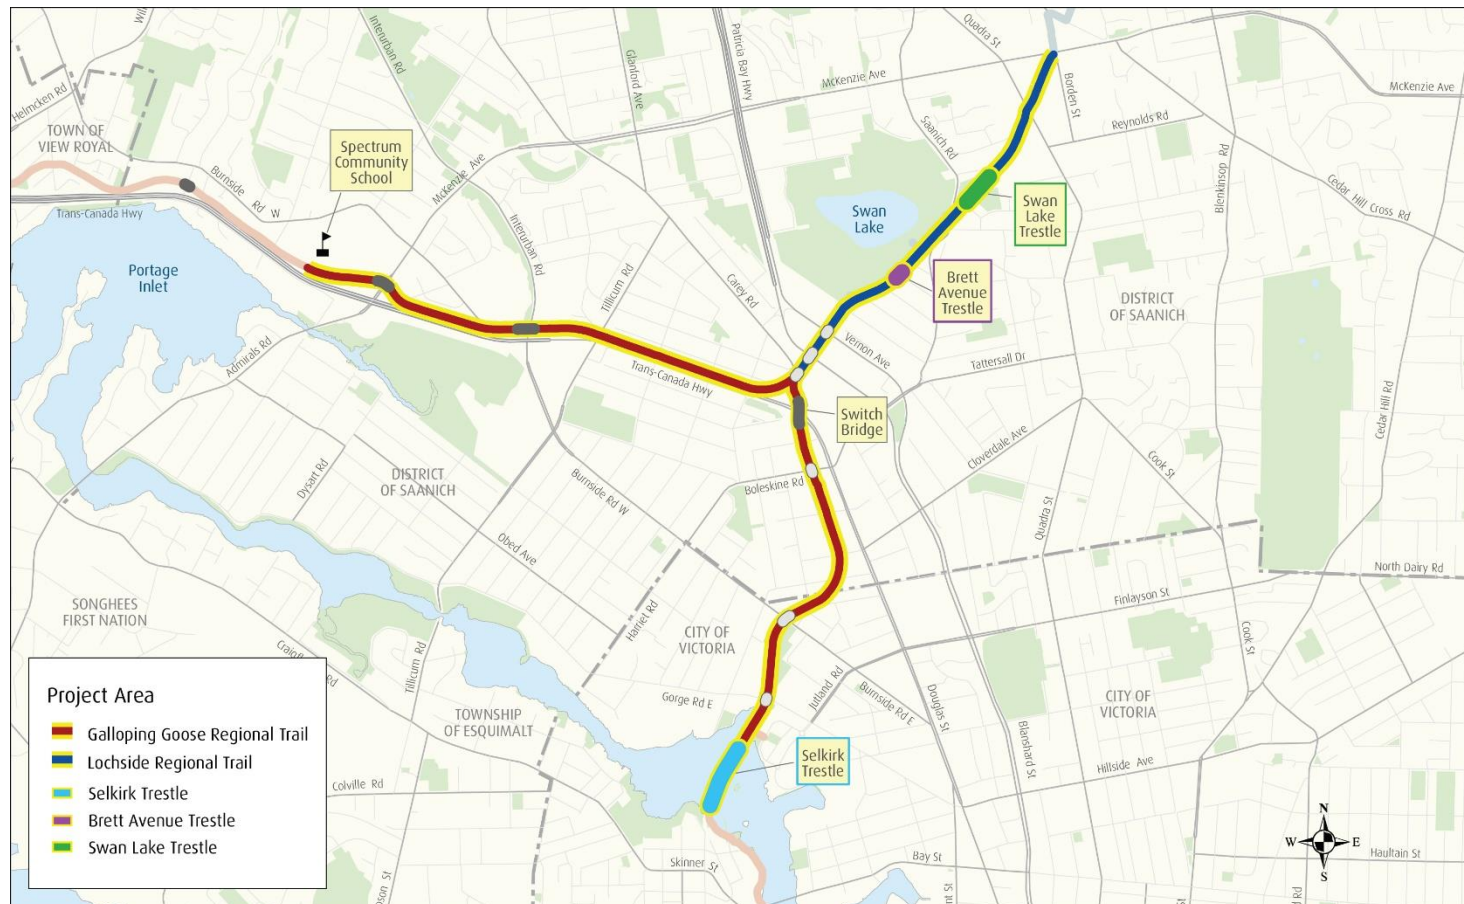 Quadra St
Wil
Interurban Rd
Glanford Ave
Patricia Bay Hwy
McKenzie Ave
Borden St
McKenzie Ave
Helmcken Rd
TOWN OF
VIEW ROYAL
Spectrum
Community
School
Saanich Rd
Reynolds Rd
Burnside
Rd W
McKenzie Ave
Blenkinsop Rd
Cedar Hill Cross Rd
Trans-Canada Hwy
Swan
Lake
Swan
Lake
Trestle
Interurban Rd
Portage
Inlet
Tillicum Rd
Carey Rd
Brett
Avenue
Trestle
DISTRICT
OF SAANICH
Admirals Rd
Vernon Ave
Tattersall Dr
Trans-Canada Hwy
Switch
Bridge
Cedar Hill Rd
Cloverdale Ave
Cook St
Dysart Rd
DISTRICT
OF SAANICH
Burnside Rd W
Boleskine Rd
Quadra St
Obed Ave
North Dairy Rd
SONGHEES
FIRST NATION
Harriet Rd
Finlayson St
CITY OF
VICTORIA
Cook St
Craigfl
Rd
Tillicum Rd
Jutland Rd
Burnside Rd E
Gorge Rd E
Douglas St
CITY OF
VICTORIA
TOWNSHIP
OF ESQUIMALT
Blanshard St
Selkirk
Trestle
Hillside Ave
Colville Rd
Project Area
Galloping Goose Regional Trail
Lochside Regional Trail
Selkirk Trestle
Brett Avenue Trestle
Swan Lake Trestle
N
W
E
S
Skinner St
Bay St
Haultain St
pson St
nt St
d Rd